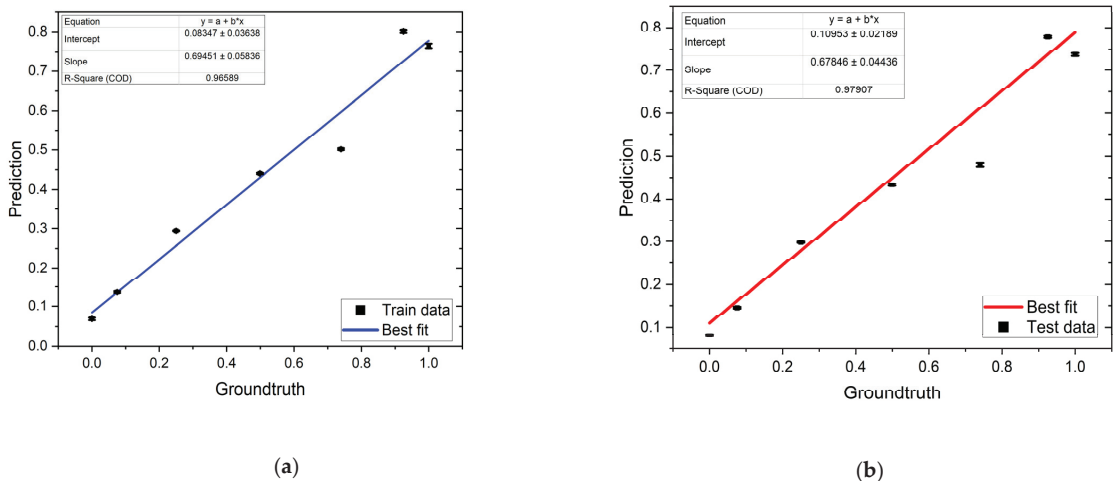 Equation y = a + b*x
Intercept 0.08347 ± 0.03638
Slope 0.69451 ± 0.05836
R-Square (COD) 0.96589
0.8
0.7
0.6
0.5
0.4
0.3
0.2
0.1
0.0
Prediction
Train data
Best fit
0.0 0.2 0.4 0.6 0.8 1.0
Groundtruth
(a)
Equation y = a + b*x
Intercept 0.10953 ± 0.02189
Slope 0.67846 ± 0.04436
R-Square (COD) 0.97907
0.8
0.7
0.6
0.5
0.4
0.3
0.2
0.1
Prediction
Best fit
Test data
0.0 0.2 0.4 0.6 0.8 1.0
Groundtruth
(b)